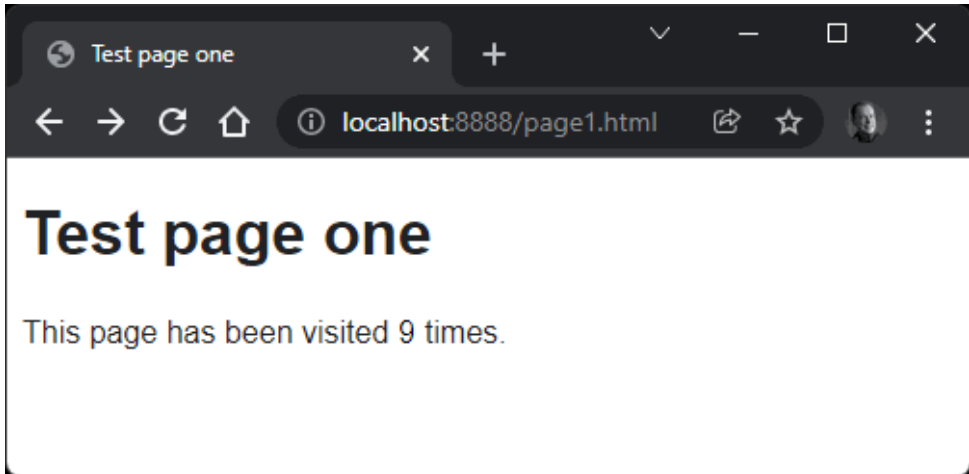 Test page one
localhost:8888/page1.html
Test page one
This page has been visited 9 times.